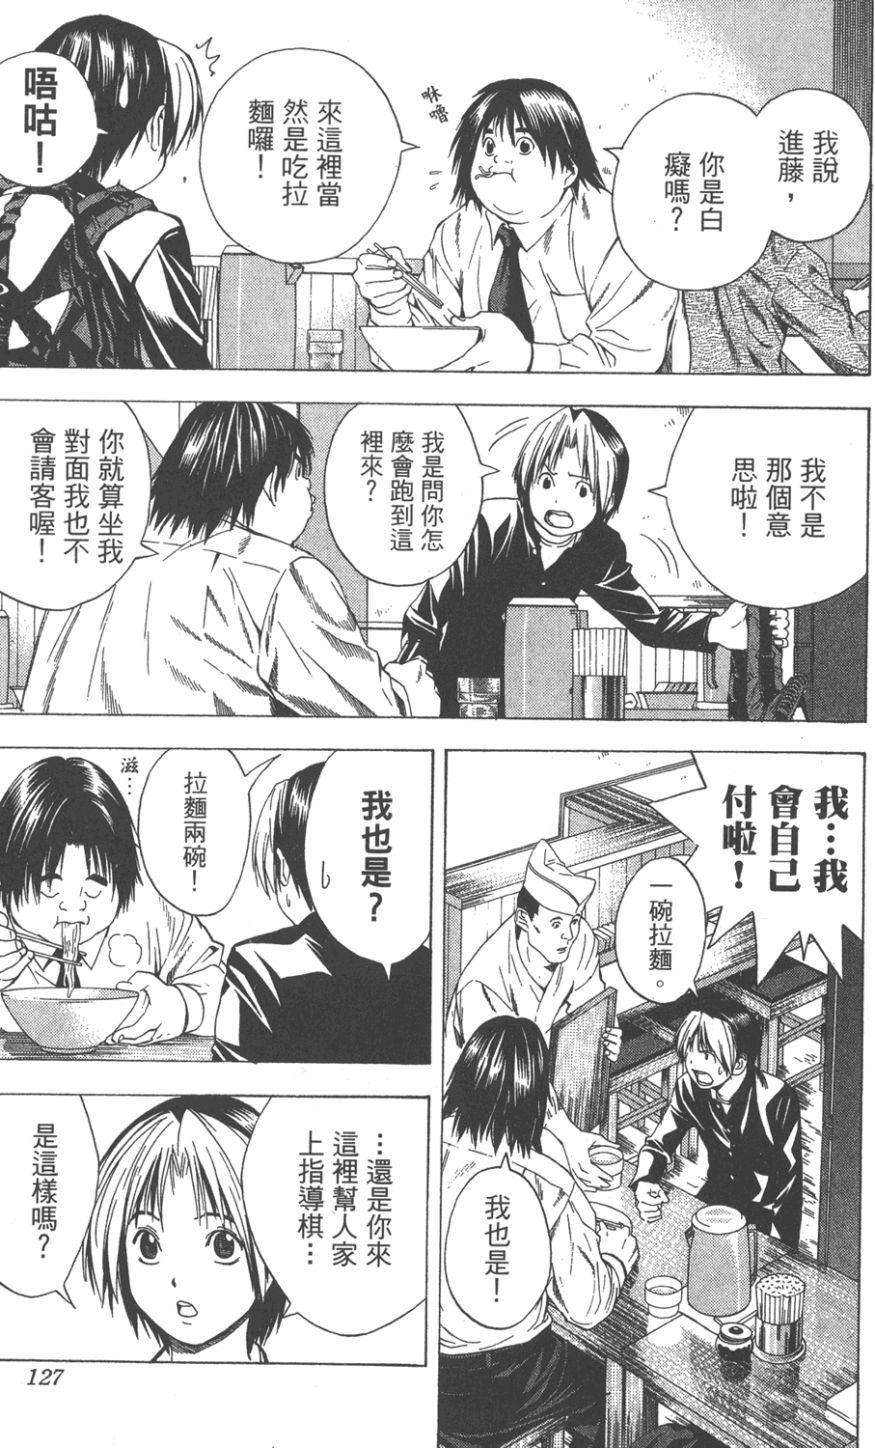 我說
進藤，
你是白
癡嗎？
咻嚕
來這裡當
然是吃拉
麵囉！
唔咕！
我不是
那個意
思啦！
我是問你怎
麼會跑到這
裡來？
你就算坐我
對面我也不
會請客喔！
我…我
會自己
付啦！
一碗拉麵。
我也是！
我也是？
拉麵兩碗！
滋…
…還是你來
這裡幫人家
上指導棋…
是這樣嗎？
127